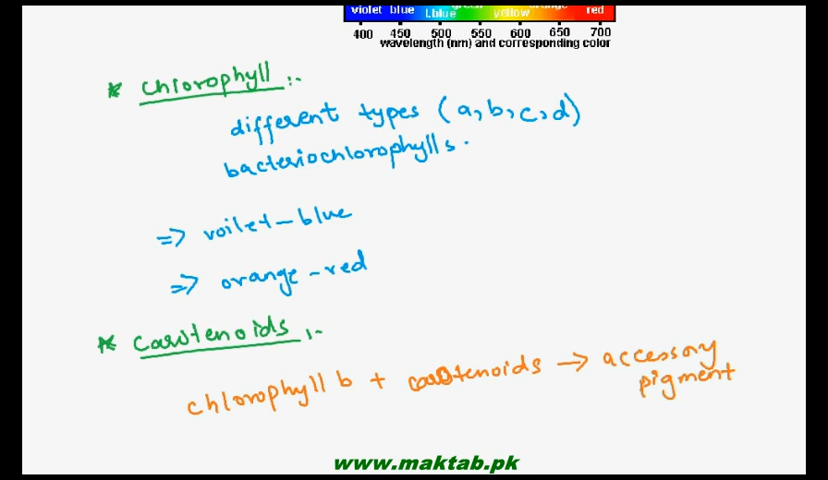 violet blue yellow red
400 450 500 550 600 650 700
wavelength (nm) and corresponding color
* chlorophyll :-
different types (a, b, c, d)
bacteriochlorophylls.
=> voilet-blue
=> orange-red
* carotenoids :-
chlorophyll b + carotenoids → accessory
pigment
www.maktab.pk